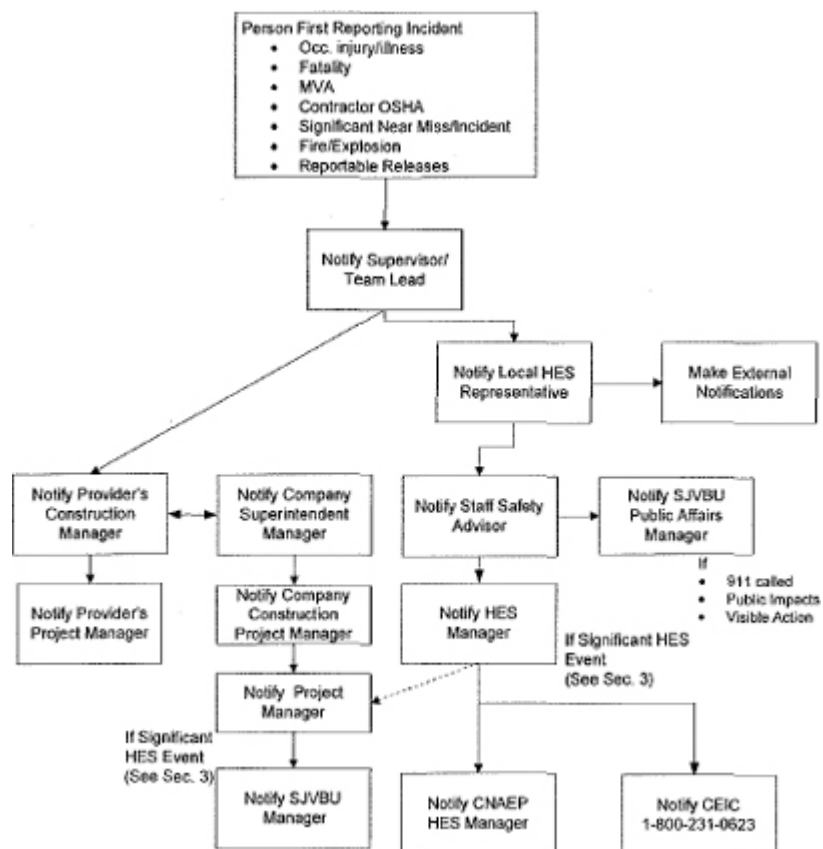 Person First Reporting Incident
• Occ. injury/illness
• Fatality
• MVA
• Contractor OSHA
• Significant Near Miss/Incident
• Fire/Explosion
• Reportable Releases
Notify Supervisor/
Team Lead
Notify Local HES
Representative
Make External
Notifications
Notify Provider's
Construction
Manager
Notify Company
Superintendent
Manager
Notify Staff Safety
Advisor
Notify SJVBU
Public Affairs
Manager
If
• 911 called
• Public Impacts
• Visible Action
Notify Provider's
Project Manager
Notify Company
Construction
Project Manager
Notify HES
Manager
If Significant HES
Event
(See Sec. 3)
Notify Project
Manager
If Significant
HES Event
(See Sec. 3)
Notify SJVBU
Manager
Notify CNAEP
HES Manager
Notify CEIC
1-800-231-0623